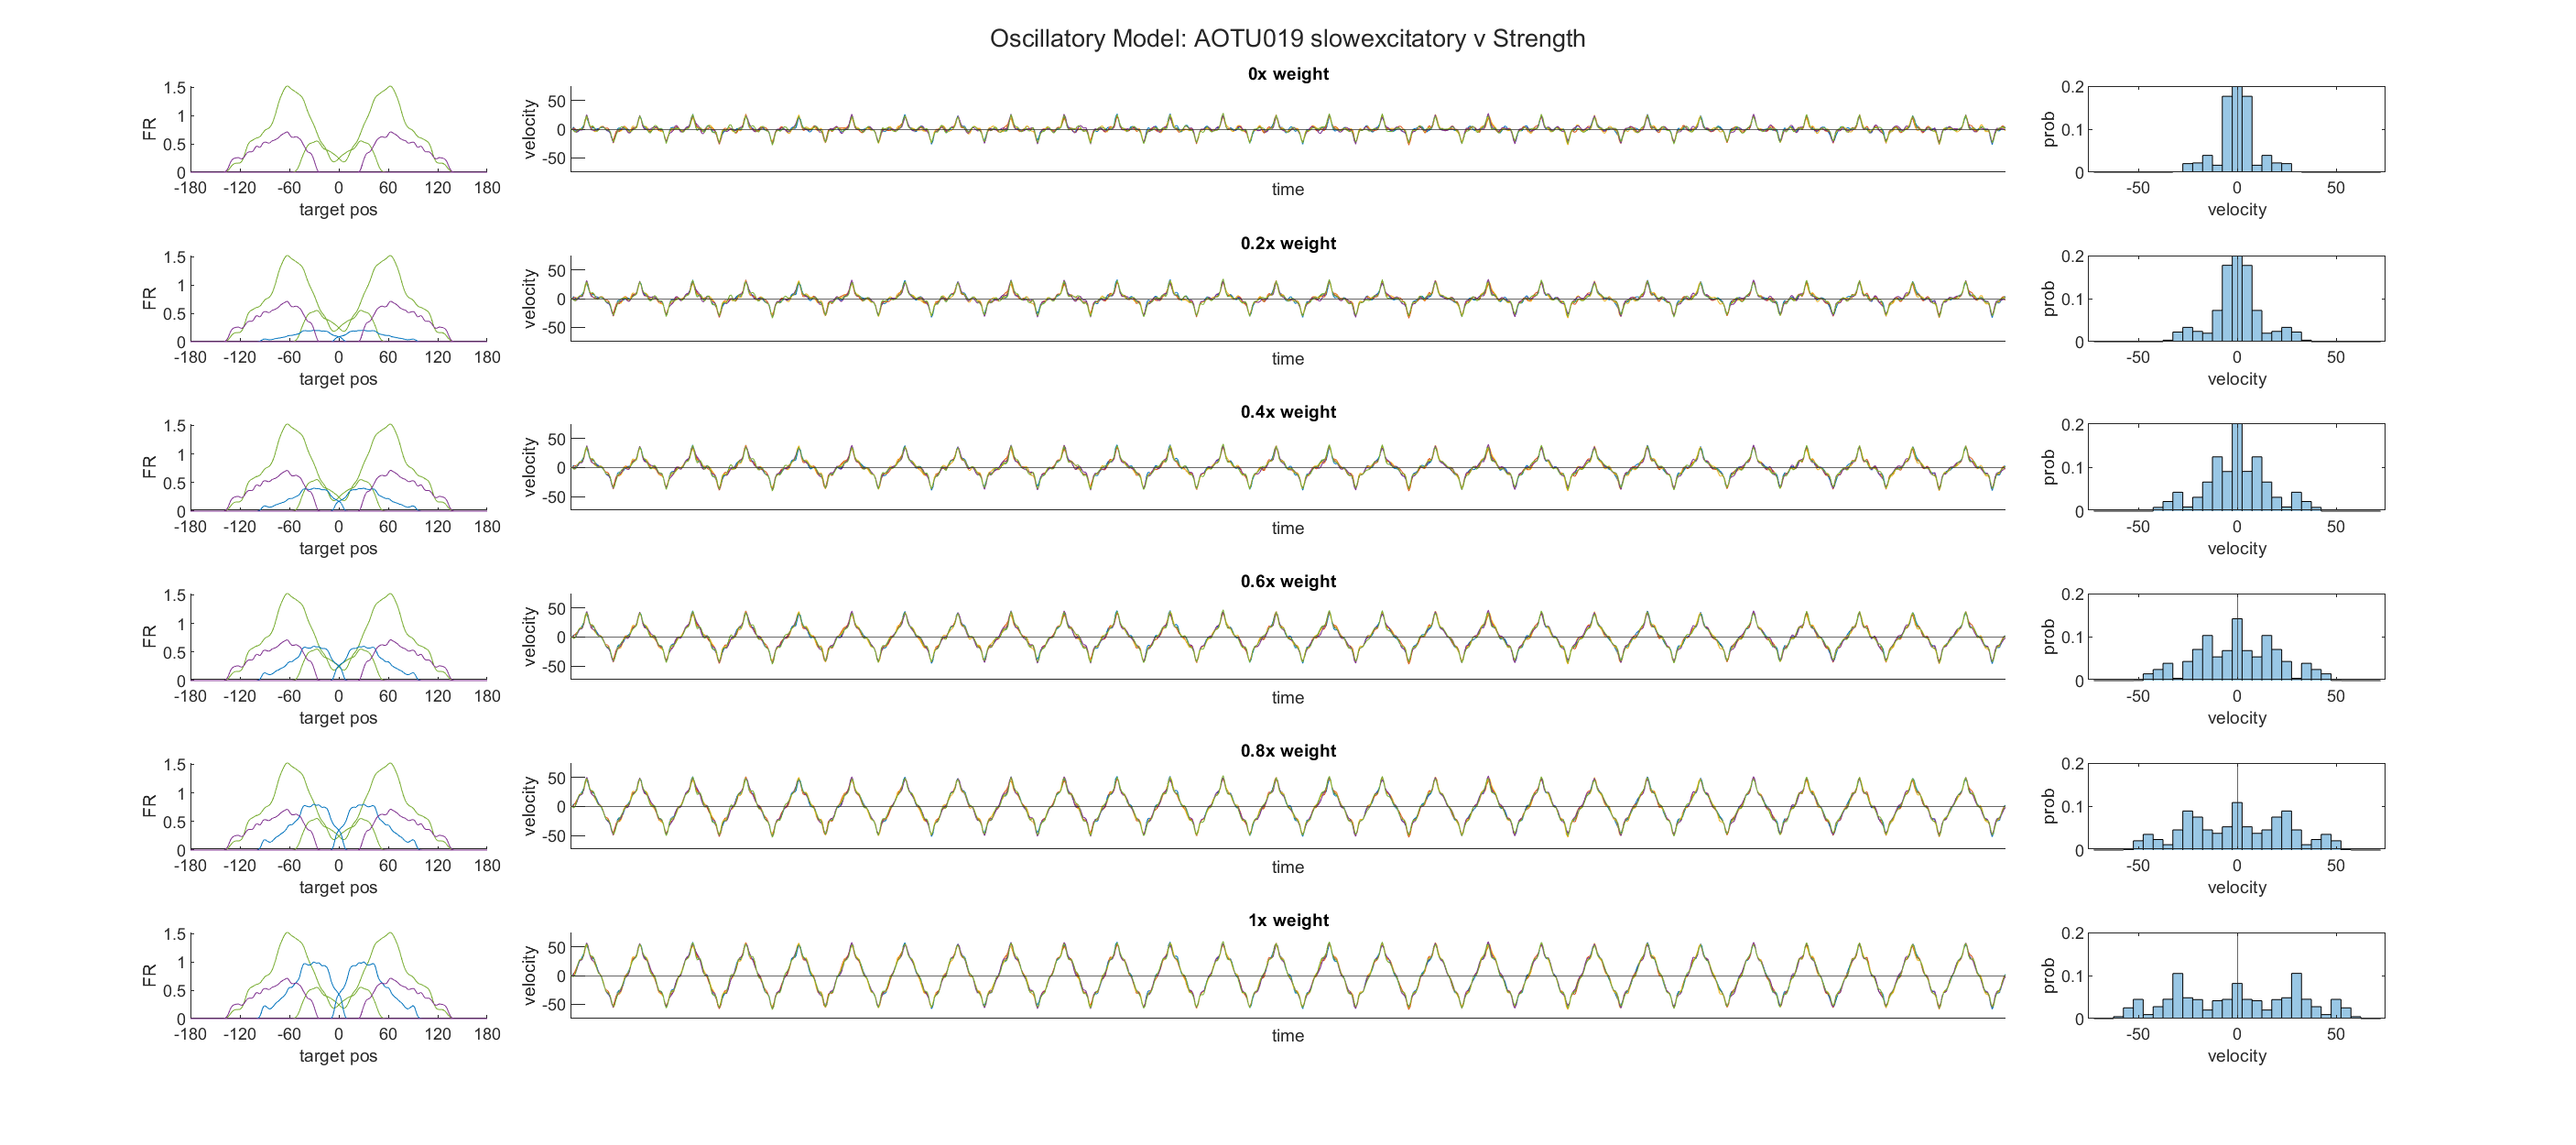 Oscillatory Model: AOTU019 slowexcitatory v Strength
0x weight
FR
1.5
1
0.5
0
-180 -120 -60 0 60 120 180
target pos
velocity
50
0
-50
time
prob
0.2
0.1
0
-50 0 50
velocity
0.2x weight
FR
1.5
1
0.5
0
-180 -120 -60 0 60 120 180
target pos
velocity
50
0
-50
time
prob
0.2
0.1
0
-50 0 50
velocity
0.4x weight
FR
1.5
1
0.5
0
-180 -120 -60 0 60 120 180
target pos
velocity
50
0
-50
time
prob
0.2
0.1
0
-50 0 50
velocity
0.6x weight
FR
1.5
1
0.5
0
-180 -120 -60 0 60 120 180
target pos
velocity
50
0
-50
time
prob
0.2
0.1
0
-50 0 50
velocity
0.8x weight
FR
1.5
1
0.5
0
-180 -120 -60 0 60 120 180
target pos
velocity
50
0
-50
time
prob
0.2
0.1
0
-50 0 50
velocity
1x weight
FR
1.5
1
0.5
0
-180 -120 -60 0 60 120 180
target pos
velocity
50
0
-50
time
prob
0.2
0.1
0
-50 0 50
velocity